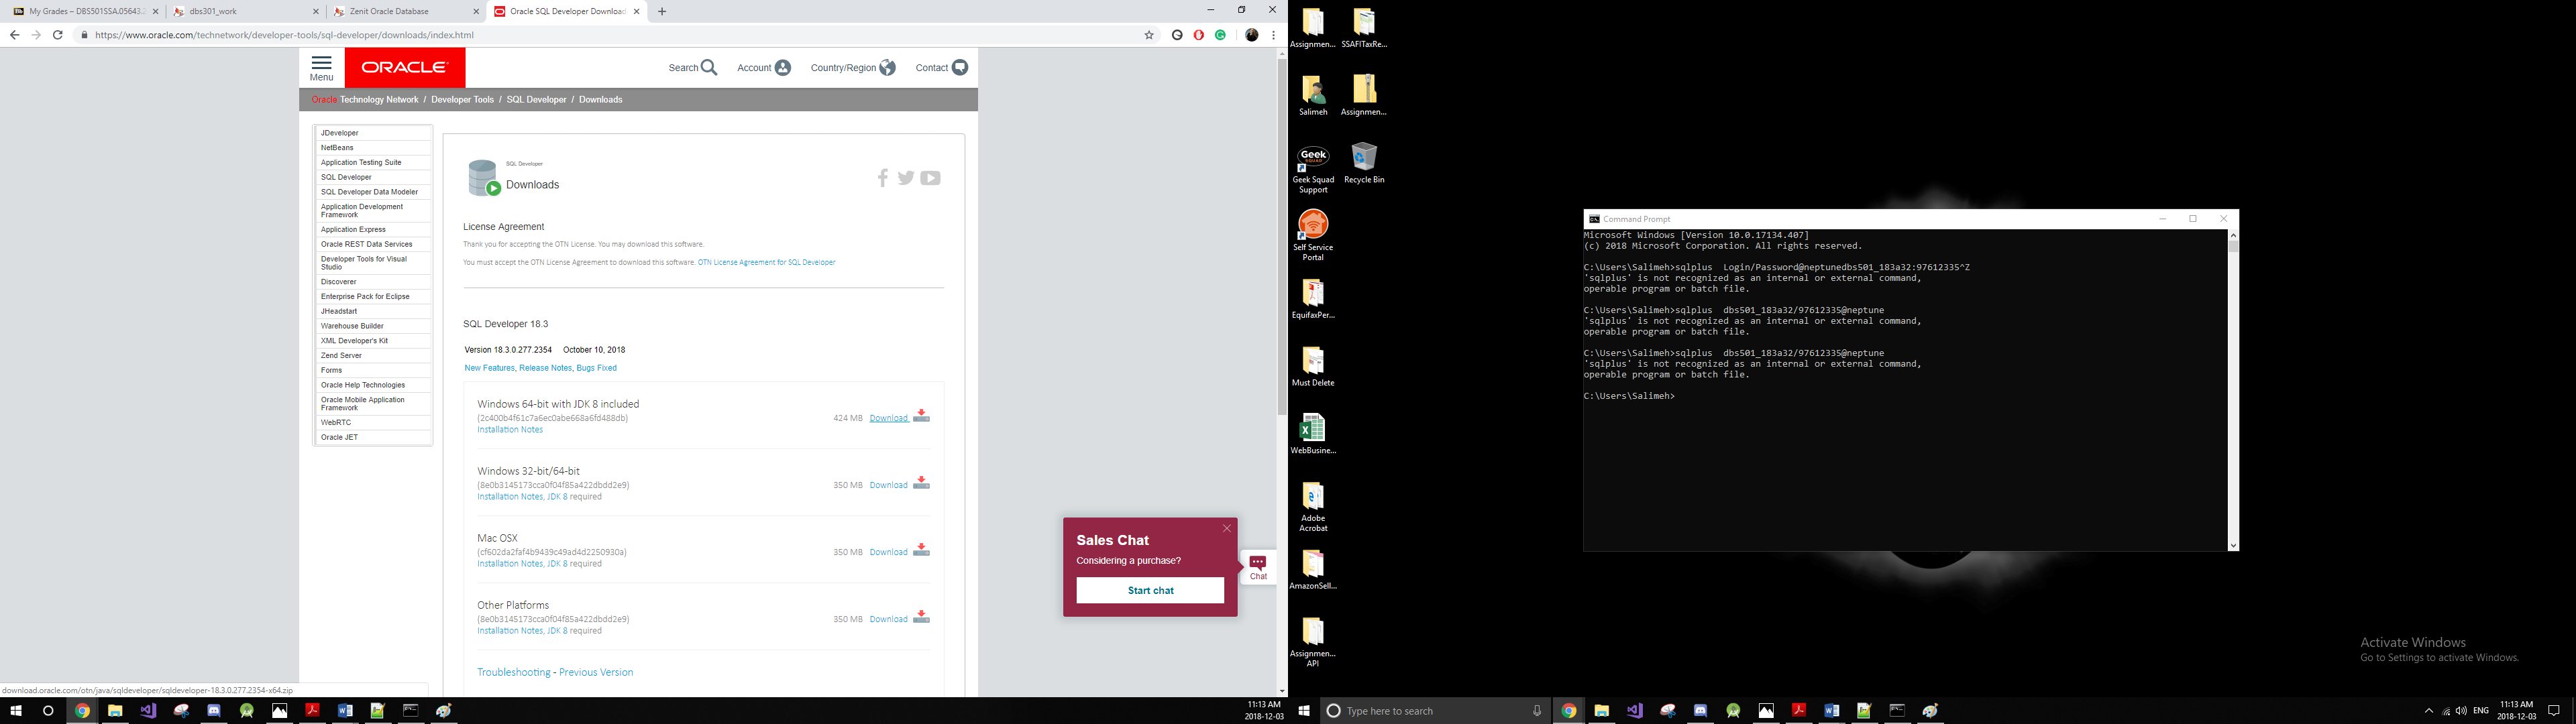 My Grades – DBS501SSA.05643.
dbs301_work
Zenit Oracle Database
Oracle SQL Developer Download
https://www.oracle.com/technetwork/developer-tools/sql-developer/downloads/index.html
Menu
ORACLE
Search
Account
Country/Region
Contact
Oracle Technology Network / Developer Tools / SQL Developer / Downloads
JDeveloper
NetBeans
Application Testing Suite
SQL Developer
SQL Developer Data Modeler
Application Development
Framework
Application Express
Oracle REST Data Services
Developer Tools for Visual
Studio
Discoverer
Enterprise Pack for Eclipse
JHeadstart
Warehouse Builder
XML Developer's Kit
Zend Server
Forms
Oracle Help Technologies
Oracle Mobile Application
Framework
WebRTC
Oracle JET
SQL Developer
Downloads
License Agreement
Thank you for accepting the OTN License. You may download this software.
You must accept the OTN License Agreement to download this software. OTN License Agreement for SQL Developer
SQL Developer 18.3
Version 18.3.0.277.2354 October 10, 2018
New Features, Release Notes, Bugs Fixed
Windows 64-bit with JDK 8 included
(2c400b4f61c7a6ec0abe668a6fd488db)
424 MB Download
Installation Notes
Windows 32-bit/64-bit
(8e0b3145173cca0f04f85a422dbdd2e9)
350 MB Download
Installation Notes, JDK 8 required
Mac OSX
(cf602da2faf4b9439c49ad4d2250930a)
350 MB Download
Installation Notes, JDK 8 required
Other Platforms
(8e0b3145173cca0f04f85a422dbdd2e9)
350 MB Download
Installation Notes, JDK 8 required
Troubleshooting - Previous Version
Sales Chat
Considering a purchase?
Start chat
Chat
download.oracle.com/otn/java/sqldeveloper/sqldeveloper-18.3.0.277.2354-x64.zip
11:13 AM
2018-12-03
Assignmen...
SSAFITaxRe...
Salimeh
Assignmen...
Geek
SQUAD
Geek Squad
Support
Recycle Bin
Self Service
Portal
EquifaxPer...
Must Delete
WebBusine...
Adobe
Acrobat
AmazonSell...
Assignmen...
API
Command Prompt
Microsoft Windows [Version 10.0.17134.407]
(c) 2018 Microsoft Corporation. All rights reserved.
C:\Users\Salimeh>sqlplus  Login/Password@neptunedbs501_183a32:97612335^Z
'sqlplus' is not recognized as an internal or external command,
operable program or batch file.
C:\Users\Salimeh>sqlplus  dbs501_183a32/97612335@neptune
'sqlplus' is not recognized as an internal or external command,
operable program or batch file.
C:\Users\Salimeh>sqlplus  dbs501_183a32/97612335@neptune
'sqlplus' is not recognized as an internal or external command,
operable program or batch file.
C:\Users\Salimeh>
Activate Windows
Go to Settings to activate Windows.
Type here to search
ENG
11:13 AM
2018-12-03